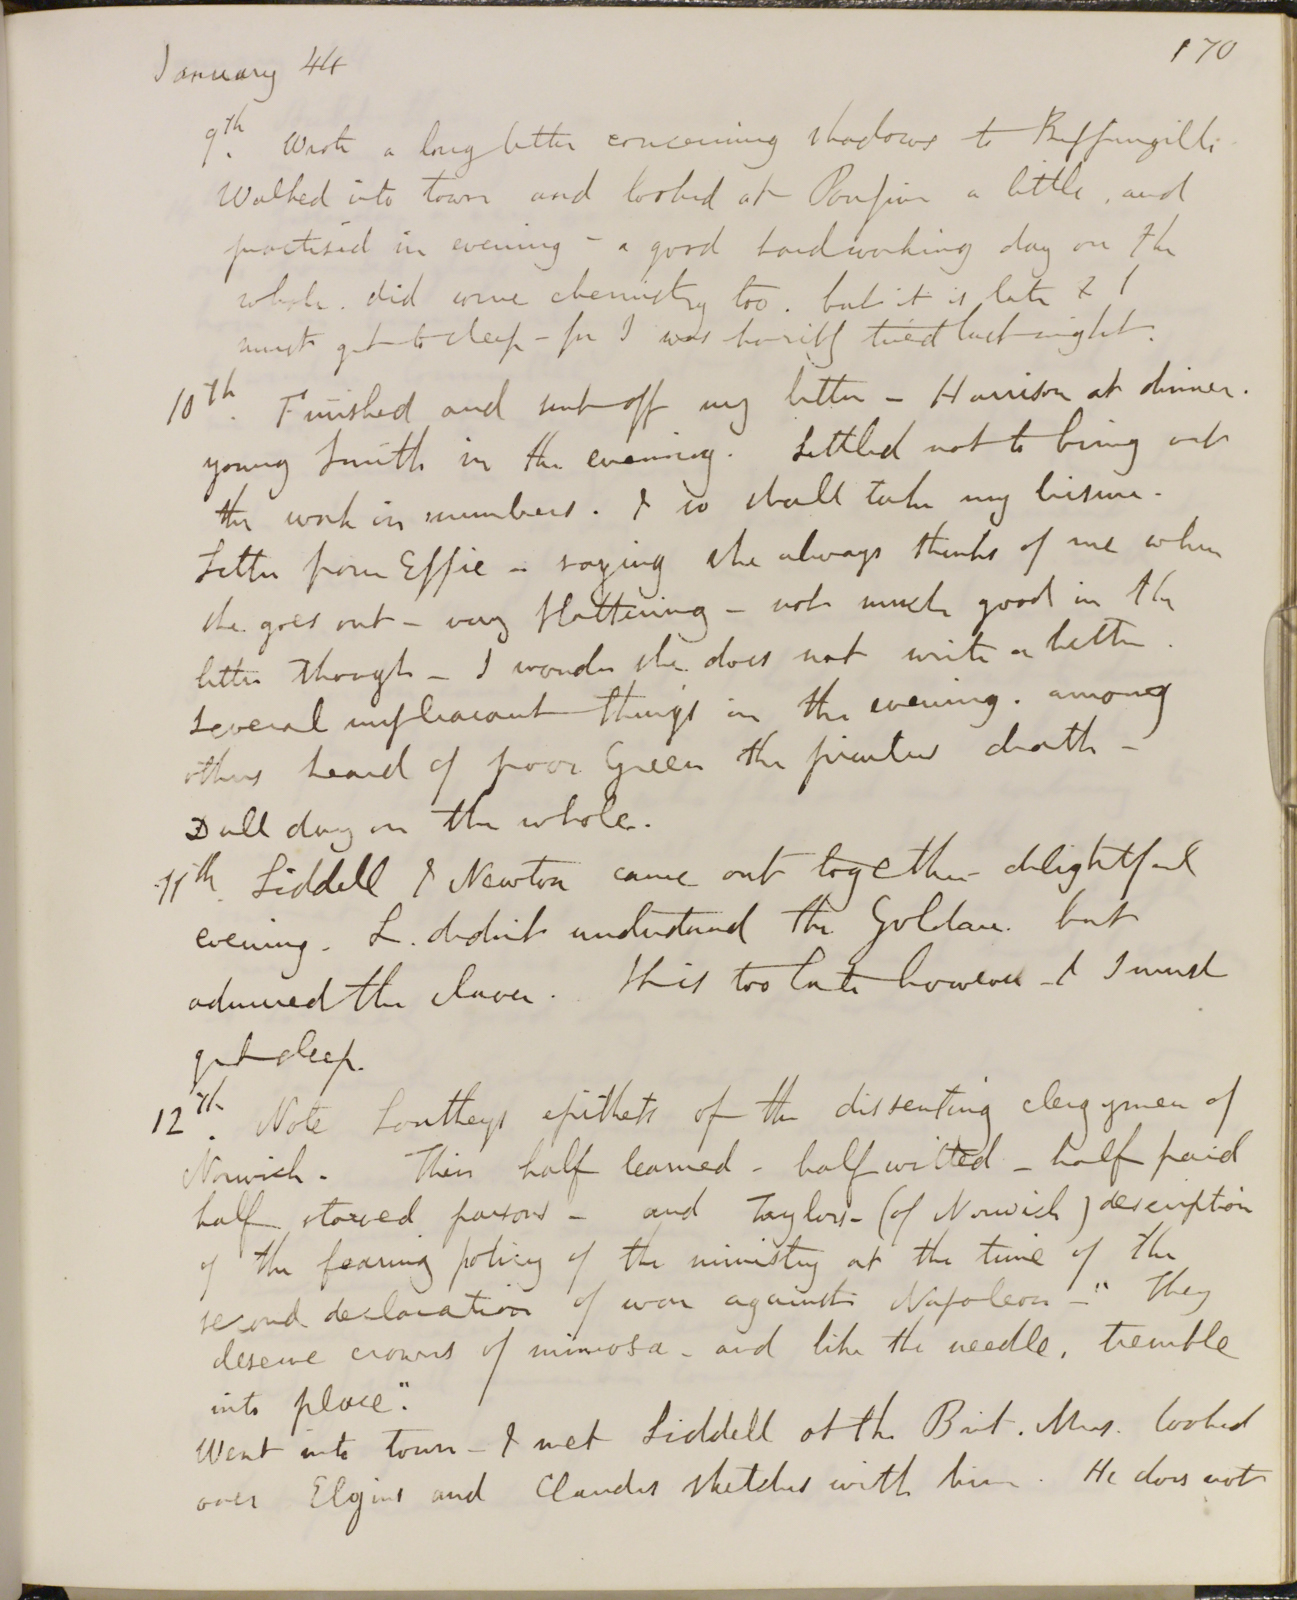 January 44
170
9th. Wrote a long letter concerning shadows to
Walked into town and looked at a little, and
practised in evening - a good hard working day on the
whole. did some chemistry too. but it is late & I
must get to sleep - for I was horribly tired last night.
10th. Finished and sent off my letter - Harrison at dinner.
young Smith in the evening. Settled not to bring out
the work in numbers. & so shall take my leisure.
Letter from Effie - saying she always thinks of me when
she goes out - very flattering - not much good in the
letter though - I wonder she does not write a better.
Several unpleasant things in the evening. among
others heard of poor Green the printers death -
Dull day on the whole.
11th. Liddell & Newton came out together - delightful
evening. L. didnt understand the Goldau. but
admired the slaver. this too late however - & I must
get sleep.
12th. Note Southeys epithets of the dissenting clergymen of
Norwich. Their half learned - half witted - half paid
half starved parsons - and Taylors - (of Norwich) description
of the fearing policy of the ministry at the time of the
second declaration of war against Napoleon - "They
deserve crowns of mimosa - and like the needle, tremble
into place".
Went into town - & met Liddell at the Brit. Mus. looked
over Elgins and Claudes sketches with him. He does not